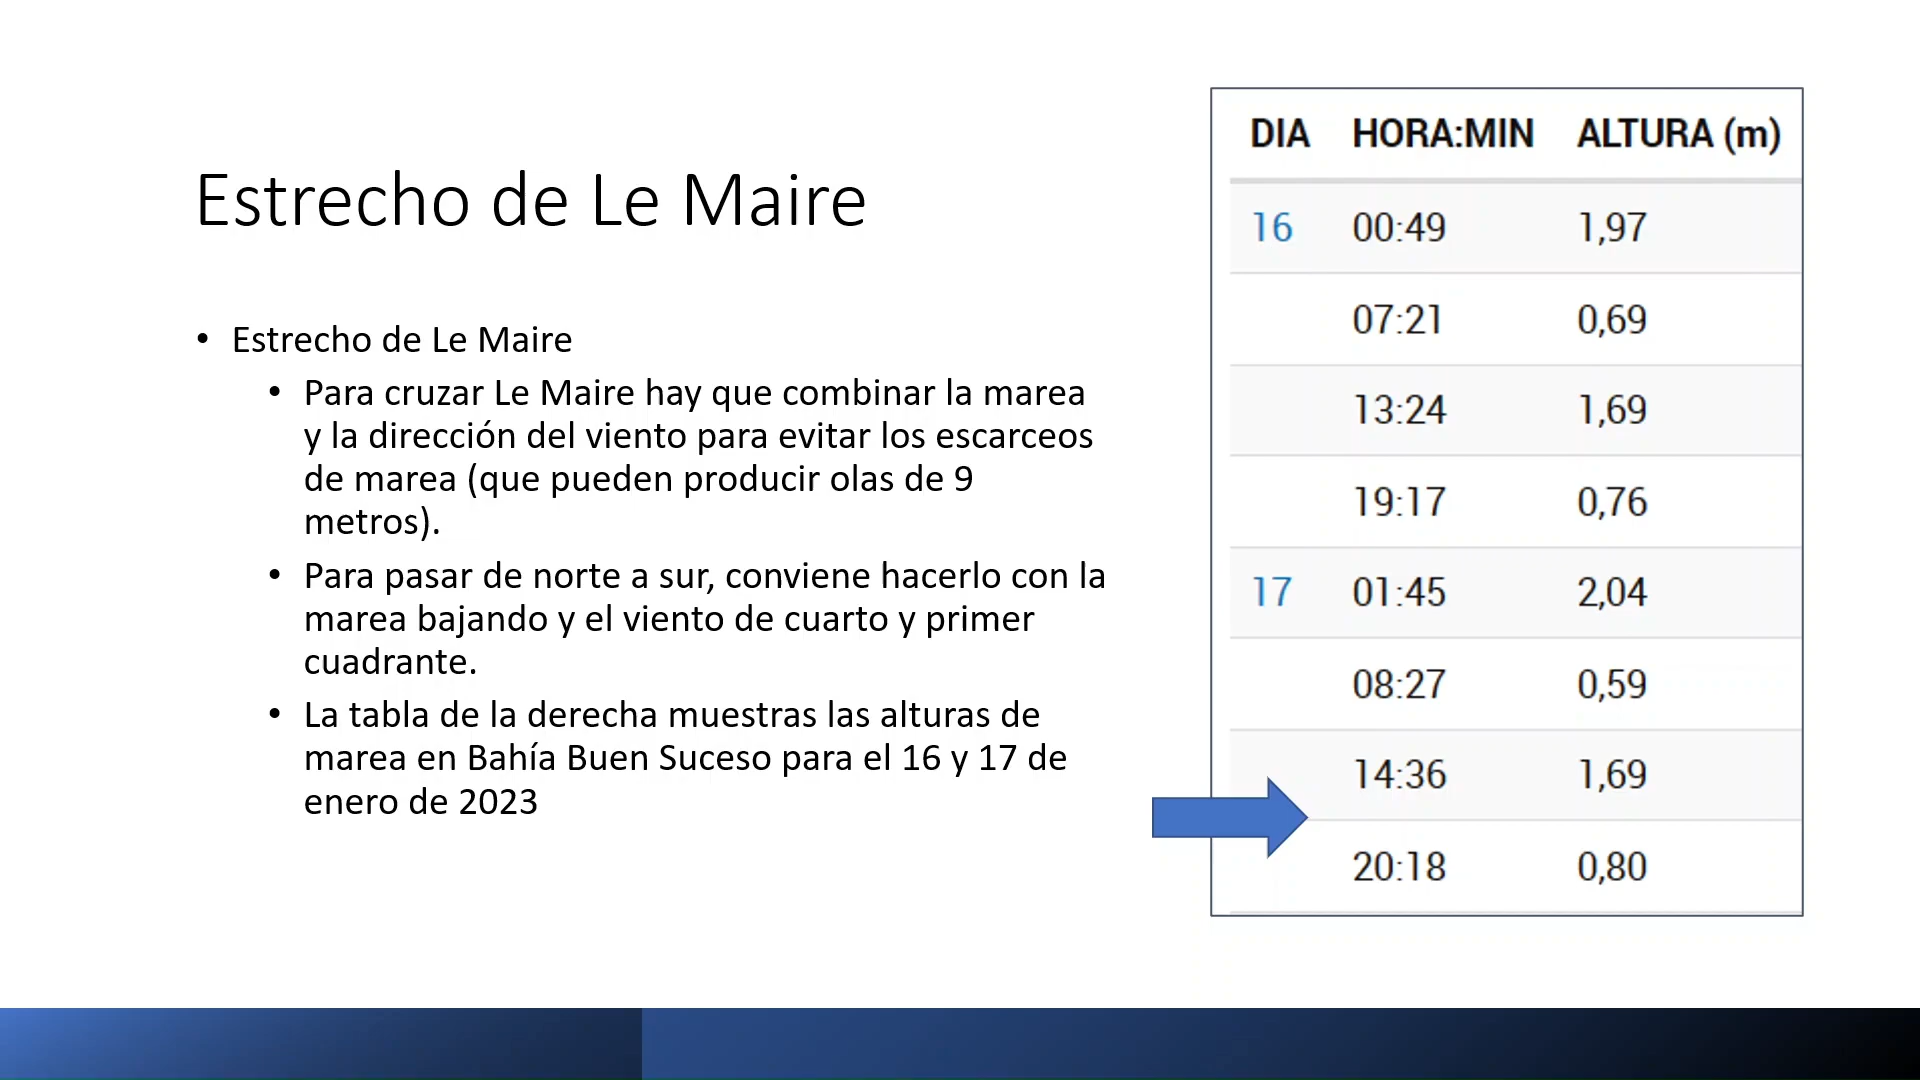 Estrecho de Le Maire
• Estrecho de Le Maire
• Para cruzar Le Maire hay que combinar la marea
y la dirección del viento para evitar los escarceos
de marea (que pueden producir olas de 9
metros).
• Para pasar de norte a sur, conviene hacerlo con la
marea bajando y el viento de cuarto y primer
cuadrante.
• La tabla de la derecha muestras las alturas de
marea en Bahía Buen Suceso para el 16 y 17 de
enero de 2023
DIA HORA:MIN ALTURA (m)
16 00:49 1,97
07:21 0,69
13:24 1,69
19:17 0,76
17 01:45 2,04
08:27 0,59
14:36 1,69
20:18 0,80